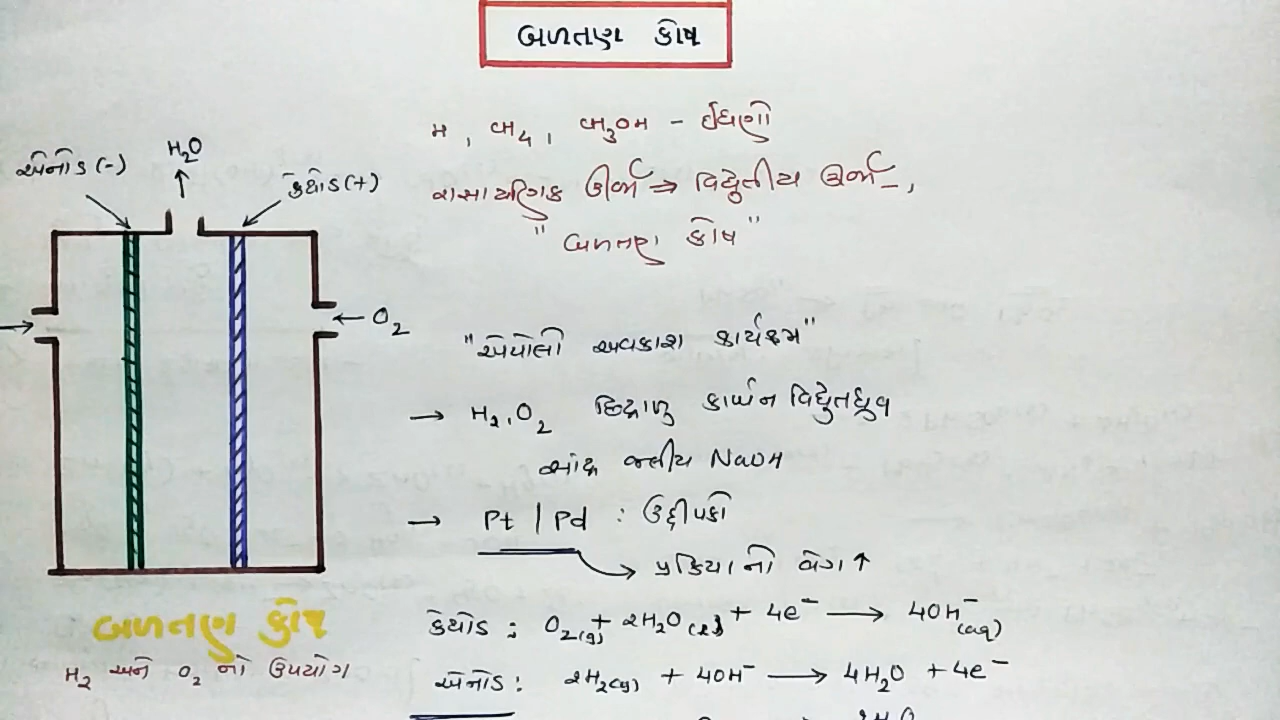 બળતણ કોષ
H₂O
એનોડ (-)
કેથોડ (+)
O₂
બળતણ કોષ
H₂ અને O₂ નો ઉપયોગ
H, CH₄, CH₃OH - ઈંધણો
રાસાયણિક ઊર્જા ⇒ વિદ્યુતીય ઊર્જા,
"બળતણ કોષ"
"એપોલો અવકાશ કાર્યક્રમ"
→ H₂, O₂ છિદ્રાળુ કાર્બન વિદ્યુતધ્રુવ
સાંદ્ર જલીય NaOH
→ Pt | Pd : ઉદ્દીપકો
પ્રક્રિયાનો વેગ ↑
કેથોડ : O₂(g) + 2H₂O(l) + 4e⁻ → 4OH⁻(aq)
એનોડ : 2H₂(g) + 4OH⁻ → 4H₂O + 4e⁻